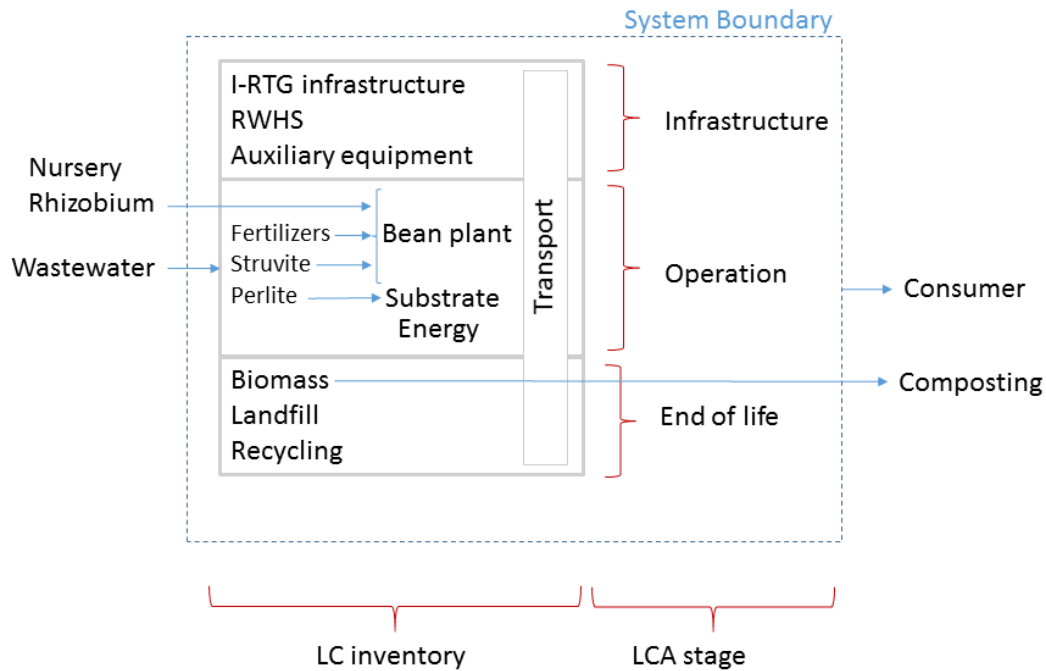 System Boundary
I-RTG infrastructure
RWHS
Auxiliary equipment
Infrastructure
Nursery
Rhizobium
Wastewater
Fertilizers
Struvite
Perlite
Bean plant
Substrate
Energy
Transport
Operation
Consumer
Biomass
Landfill
Recycling
End of life
Composting
LC inventory
LCA stage